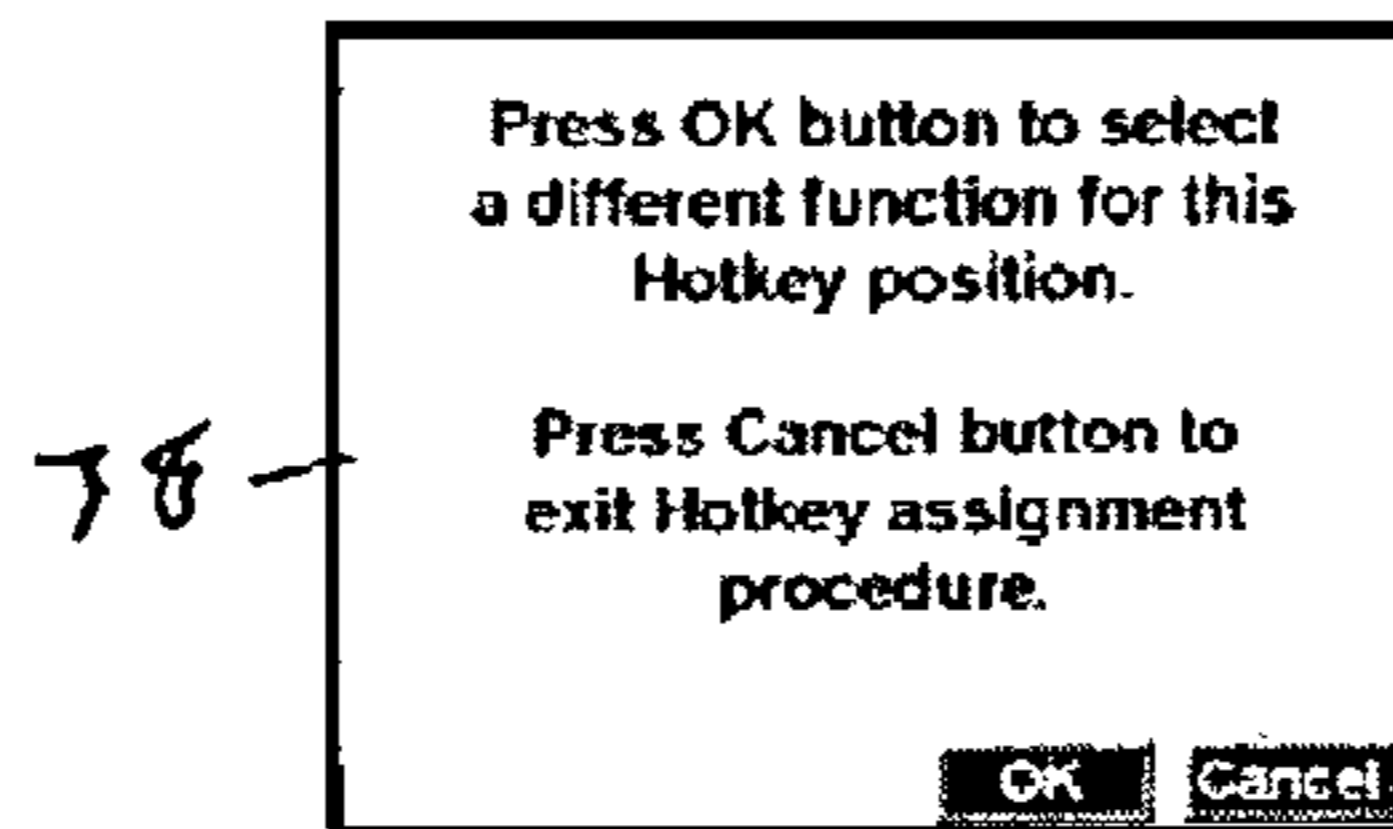 Press OK button to select
a different function for this
Hotkey position.
78
Press Cancel button to
exit Hotkey assignment
procedure.
OK Cancel